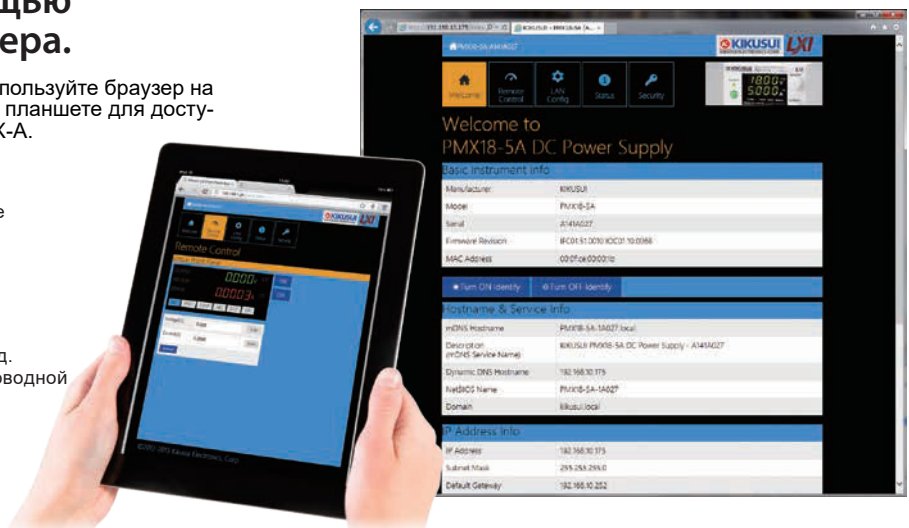 щью
ера.
пользуйте браузер на
планшете для досту-
X-A.
е
д.
оводной
KIKUSUI LXI
Welcome
Remote Control
LAN Config
Status
Security
Welcome to
PMX18-5A DC Power Supply
Basic Instrument Info
Manufacturer KIKUSUI
Model PMX18-5A
Serial A141A027
Firmware Revision
MAC Address
Turn ON Identify Turn OFF Identify
Hostname & Service Info
mDNS Hostname PMX18-5A-1A027.local
Description KIKUSUI PMX18-5A DC Power Supply - A141A027
(mDNS Service Name)
Dynamic DNS Hostname 192.168.10.175
NetBIOS Name PMX18-5A-1A027
Domain kikusui.local
IP Address Info
IP Address 192.168.10.175
Subnet Mask 255.255.255.0
Default Gateway 192.168.10.252
KIKUSUI LXI
Remote Control